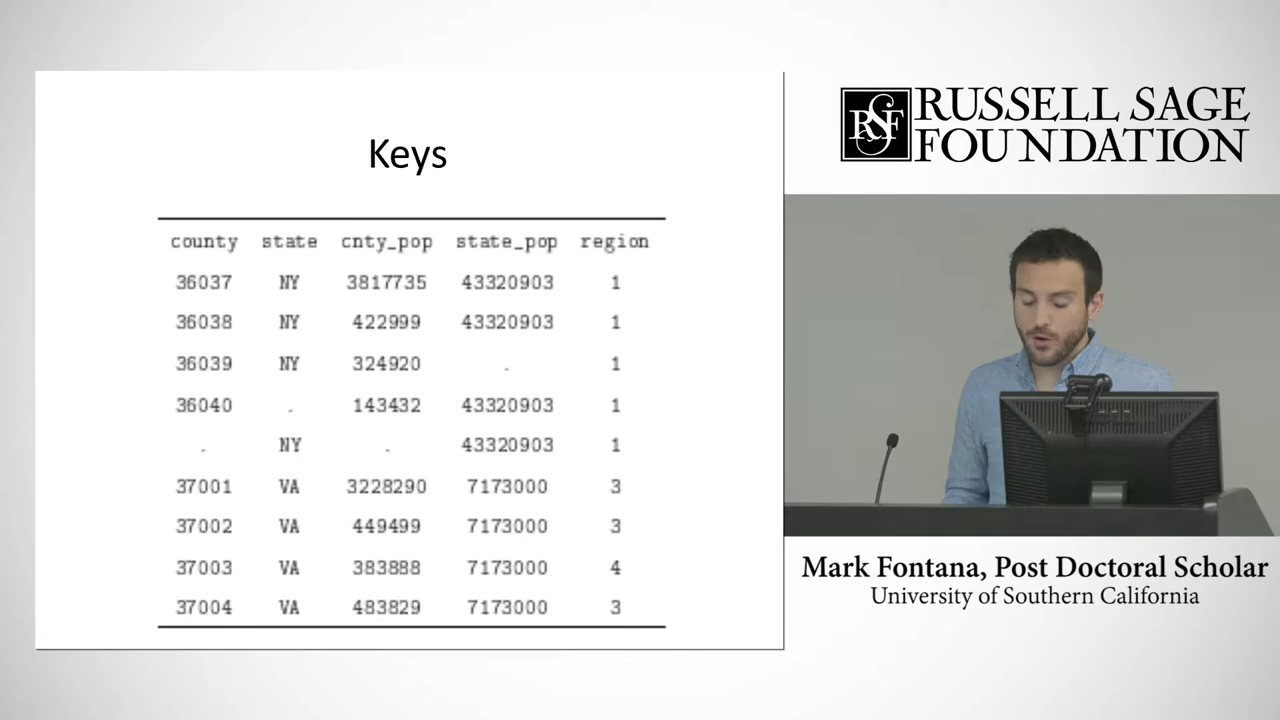 RUSSELL SAGE
RSF FOUNDATION
Keys
county state cnty_pop state_pop region
36037 NY 3817735 43320903 1
36038 NY 422999 43320903 1
36039 NY 324920 . 1
36040 . 143432 43320903 1
. NY . 43320903 1
37001 VA 3228290 7173000 3
37002 VA 449499 7173000 3
37003 VA 383888 7173000 4
37004 VA 483829 7173000 3
Mark Fontana, Post Doctoral Scholar
University of Southern California